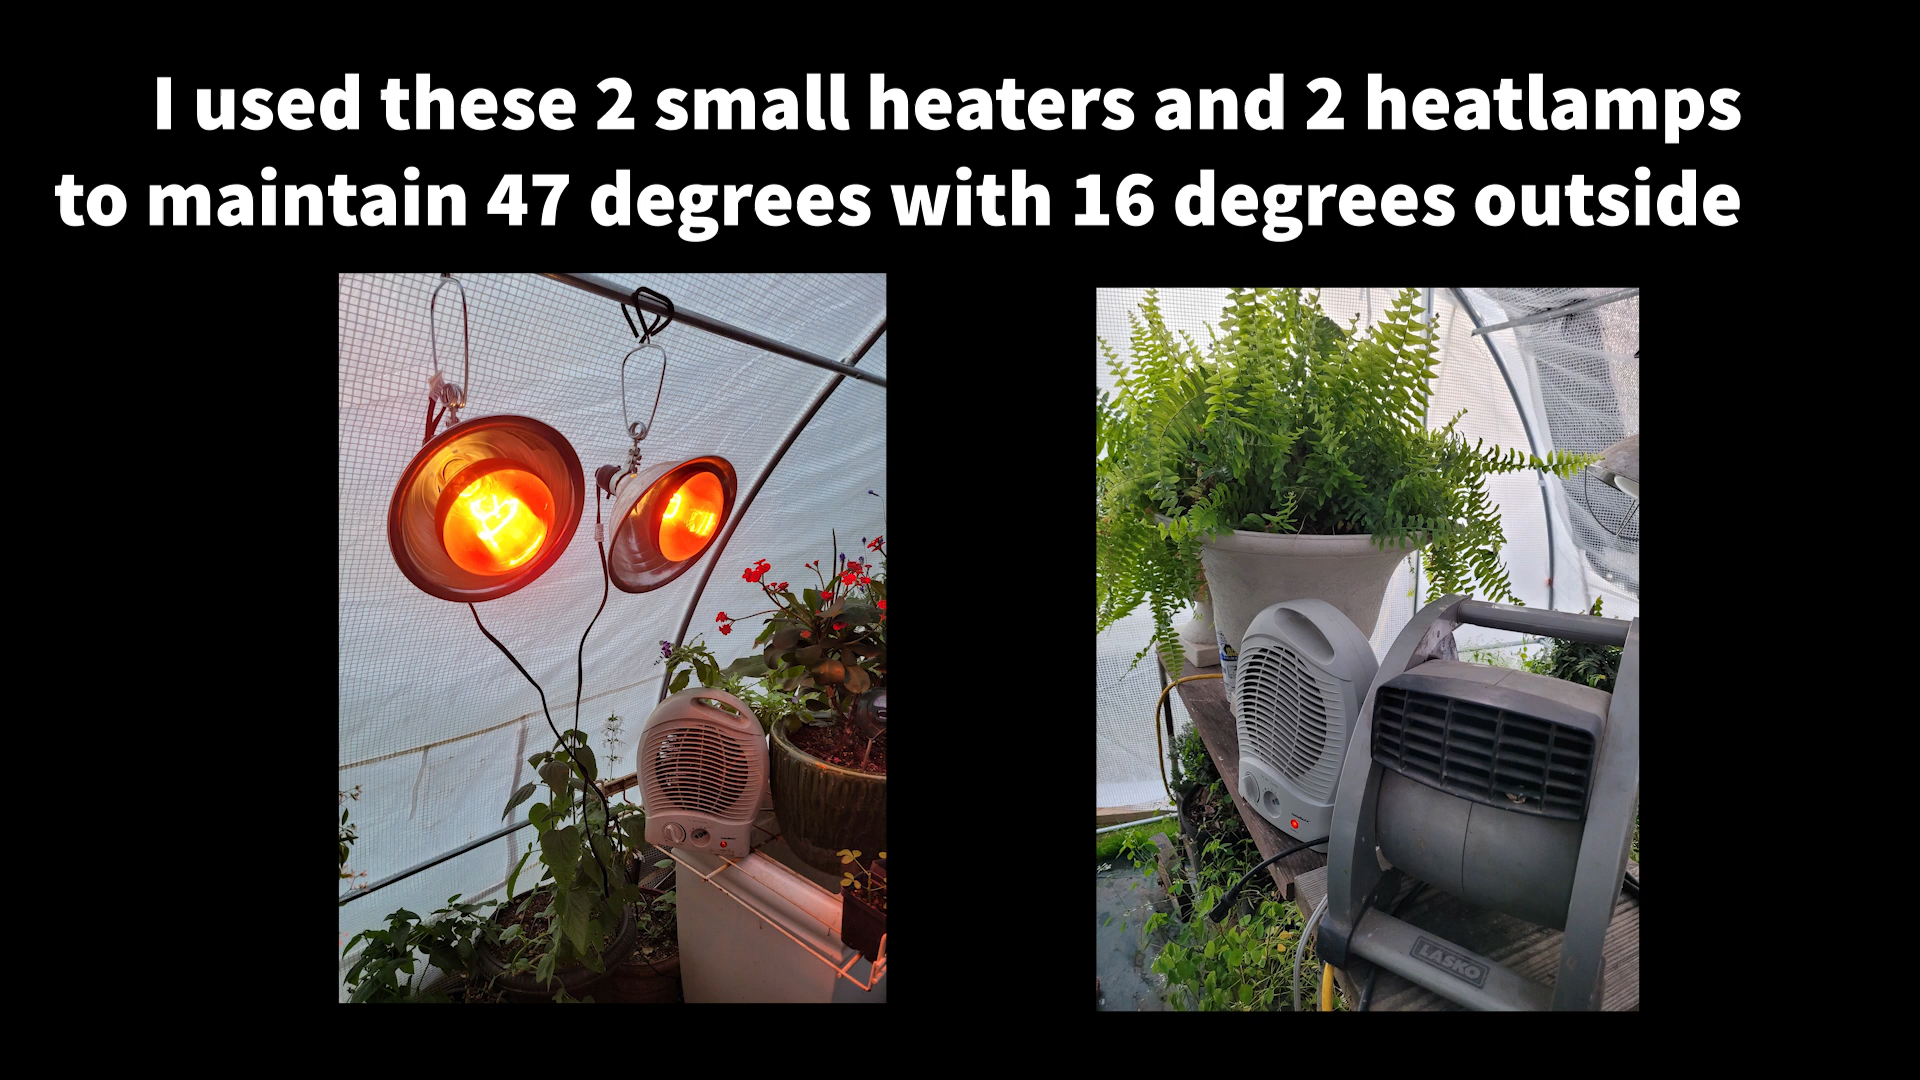 I used these 2 small heaters and 2 heatlamps
to maintain 47 degrees with 16 degrees outside
LASKO